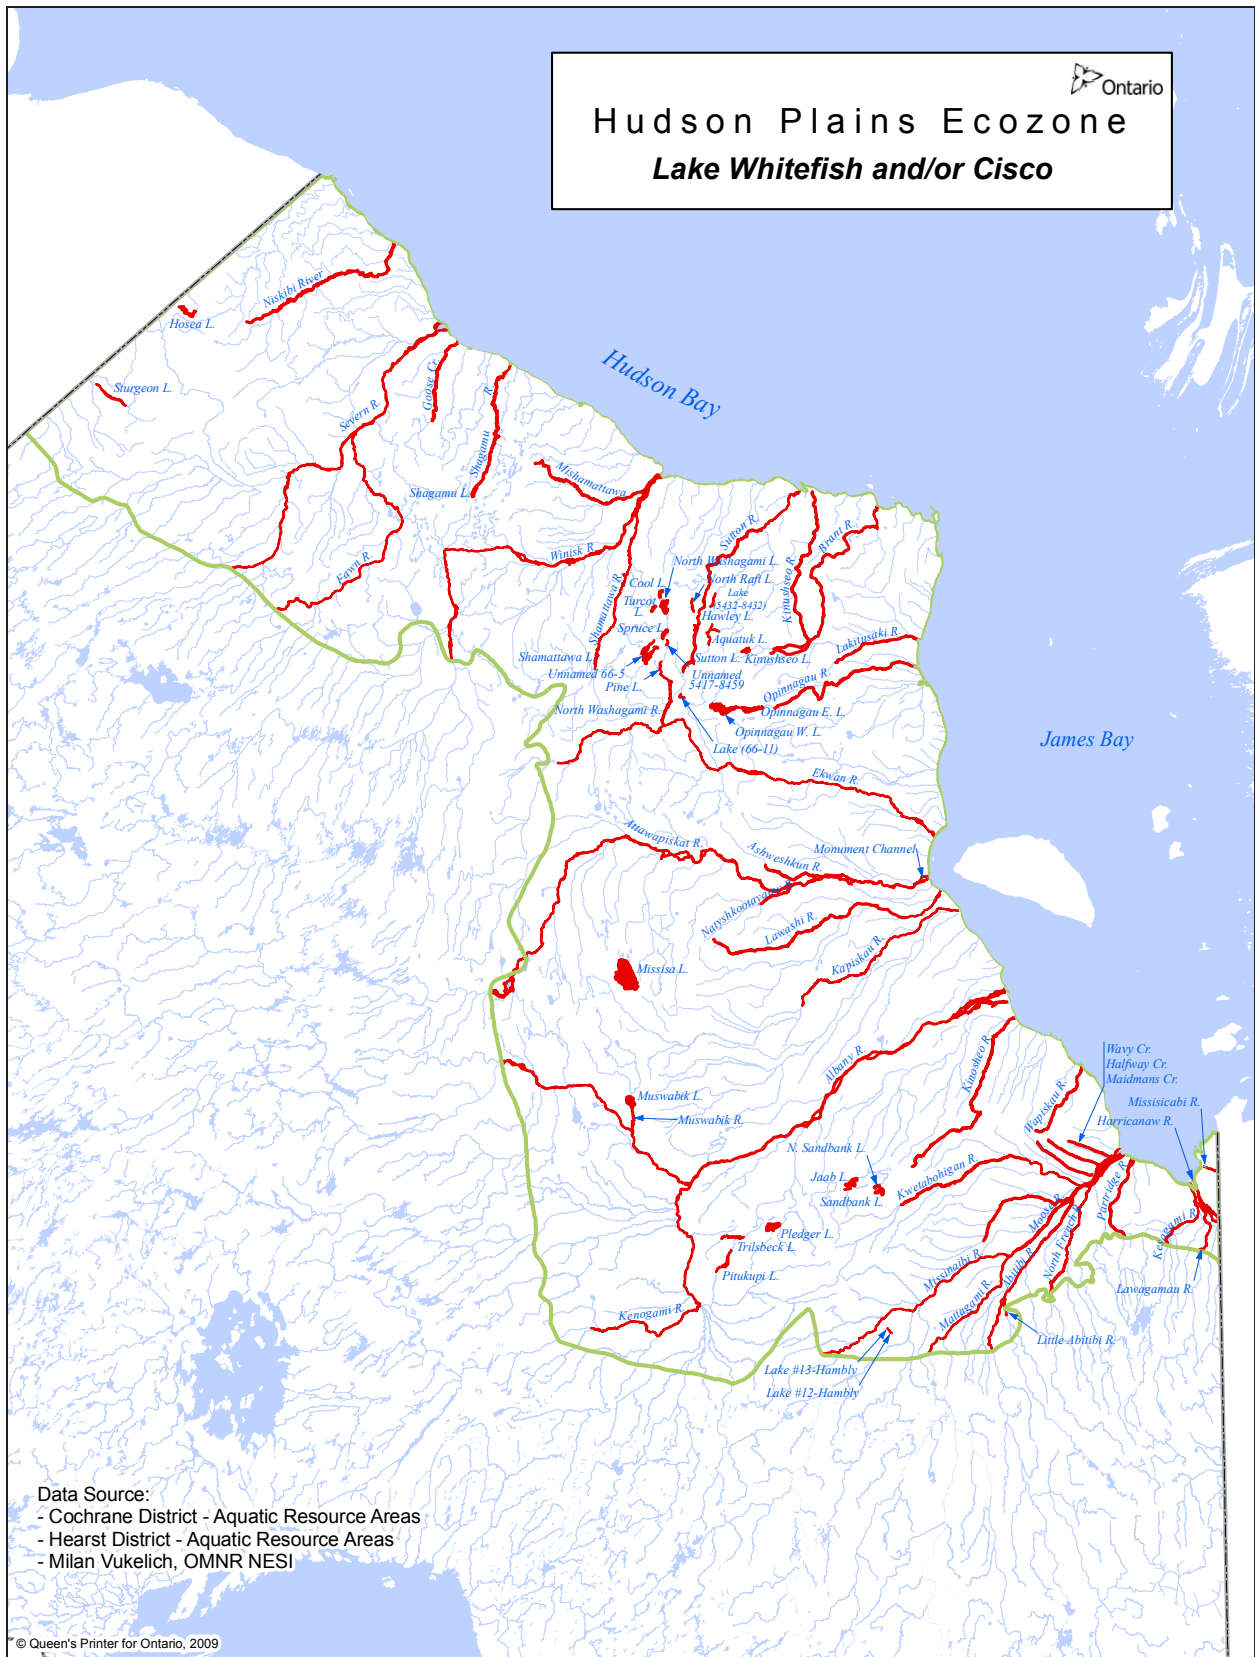 Ontario
Hudson Plains Ecozone
Lake Whitefish and/or Cisco
Niskibi River
Hosea L.
Sturgeon L.
Severn R.
Goose Cr.
Shagamu R.
Hudson Bay
Shagamu L.
Mishamattawa
Fawn R.
Winisk R.
Shamattawa R.
Sutton R.
Brant R.
Kinushseo R.
North Washagami L.
Cool L.
North Raft L.
Turcot
L.
Lake
(5432-8432)
Hawley L.
Spruce L.
Aquatuk L.
Lakitusaki R.
Shamattawa L.
Sutton L.
Kinushseo L.
Unnamed 66-5
Unnamed
5417-8459
Pine L.
Opinnagau R.
North Washagami R.
Opinnagau E. L.
Opinnagau W. L.
Lake (66-11)
James Bay
Ekwan R.
Attawapiskat R.
Ashweshkun R.
Monument Channel
Lawashi R.
Kapiskau R.
Missisa L.
Albany R.
Kinosheo R.
Wavy Cr.
Halfway Cr.
Maidmans Cr.
Wapiskau R.
Missisicabi R.
Harricanaw R.
Muswabik L.
Muswabik R.
N. Sandbank L.
Jaab L.
Sandbank L.
Kwetabohigan R.
Partridge R.
Moose R.
North French R.
Kesagami R.
Pledger L.
Trilsbeck L.
Pitukupi L.
Missinaibi R.
Abitibi R.
Mattagami R.
Lawagamau R.
Kenogami R.
Little Abitibi R.
Lake #13-Hambly
Lake #12-Hambly
Data Source:
- Cochrane District - Aquatic Resource Areas
- Hearst District - Aquatic Resource Areas
- Milan Vukelich, OMNR NESI
© Queen's Printer for Ontario, 2009